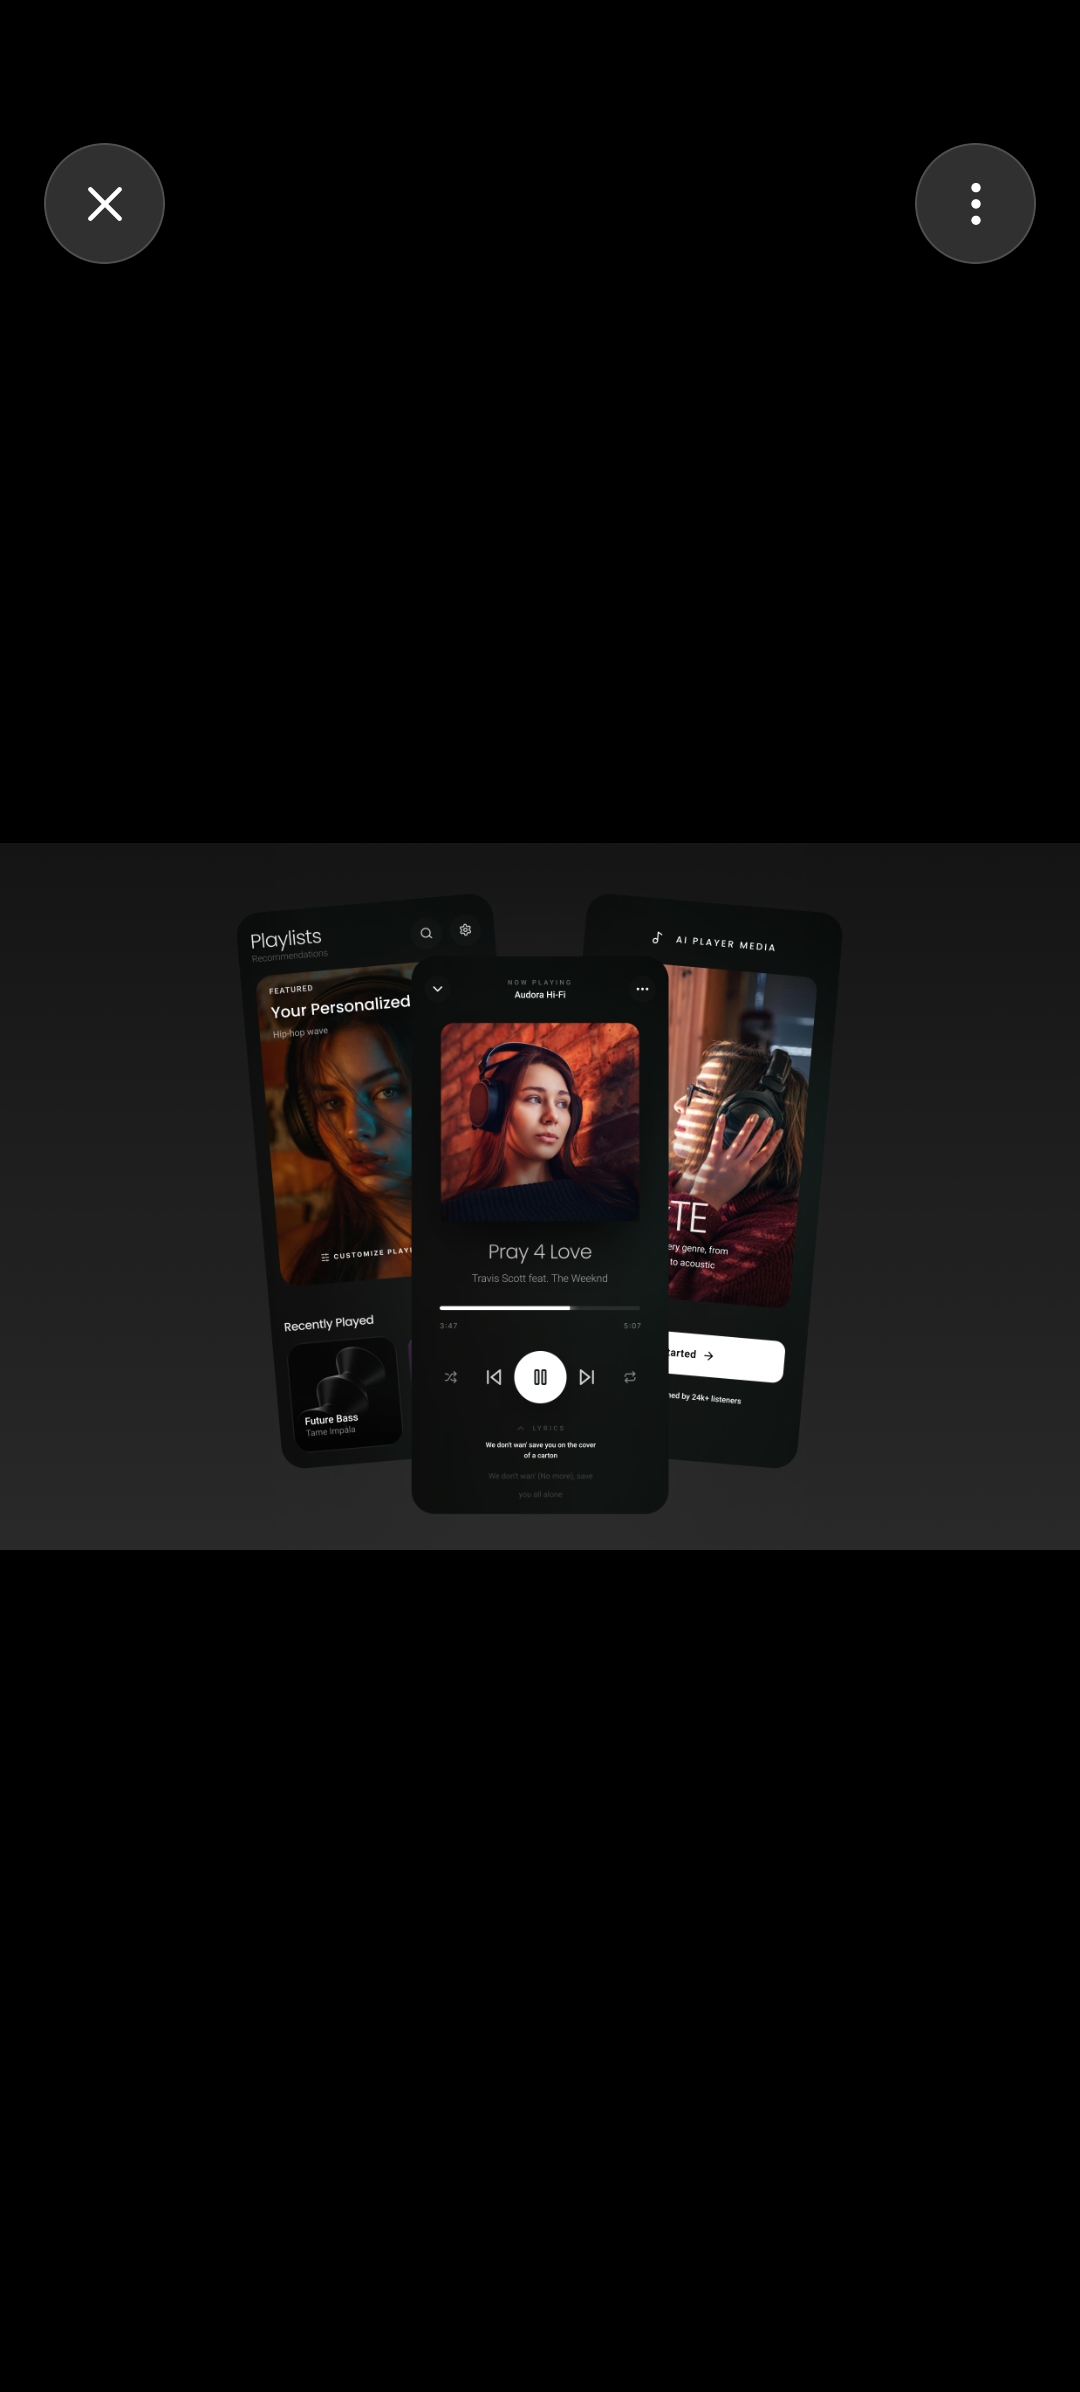 Playlists
Recommendations
FEATURED
Your Personalized
Hip-hop wave
CUSTOMIZE PLAY
Recently Played
Future Bass
Tame Impala
NOW PLAYING
Audora Hi-Fi
Pray 4 Love
Travis Scott feat. The Weeknd
3:47
5:07
LYRICS
We don't wan' save you on the cover
of a carton
We don't wan' (No more), save
you all alone
AI PLAYER MEDIA
TE
ery genre, from
to acoustic
arted
ed by 24k+ listeners